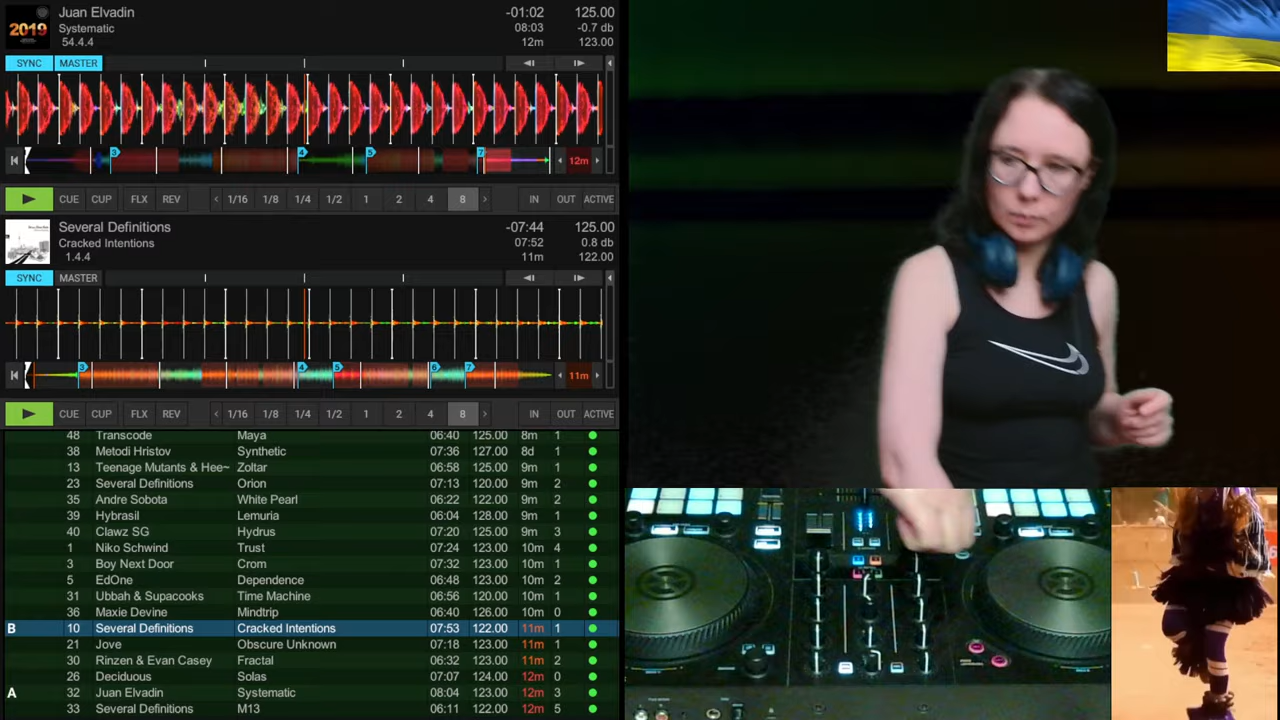 2019
Juan Elvadin -01:02 125.00
Systematic 08:03 -0.7 db
54.4.4 12m 123.00
SYNC MASTER
3 4 5 7 12m
CUE CUP FLX REV 1/16 1/8 1/4 1/2 1 2 4 8 IN OUT ACTIVE
Several Definitions -07:44 125.00
Cracked Intentions 07:52 0.8 db
1.4.4 11m 122.00
SYNC MASTER
3 4 5 6 7 11m
CUE CUP FLX REV 1/16 1/8 1/4 1/2 1 2 4 8 IN OUT ACTIVE
48 Transcode Maya 06:40 125.00 8m 1
38 Metodi Hristov Synthetic 07:36 127.00 8d 1
13 Teenage Mutants & Hee~ Zoltar 06:58 125.00 9m 1
23 Several Definitions Orion 07:13 120.00 9m 2
35 Andre Sobota White Pearl 06:22 122.00 9m 2
39 Hybrasil Lemuria 06:04 128.00 9m 1
40 Clawz SG Hydrus 07:20 125.00 9m 3
1 Niko Schwind Trust 07:24 123.00 10m 4
3 Boy Next Door Crom 07:32 123.00 10m 1
5 EdOne Dependence 06:48 123.00 10m 2
31 Ubbah & Supacooks Time Machine 06:56 120.00 10m 1
36 Maxie Devine Mindtrip 06:40 126.00 10m 0
B 10 Several Definitions Cracked Intentions 07:53 122.00 11m 1
21 Jove Obscure Unknown 07:18 123.00 11m 1
30 Rinzen & Evan Casey Fractal 06:32 123.00 11m 2
26 Deciduous Solas 07:07 124.00 12m 0
A 32 Juan Elvadin Systematic 08:04 123.00 12m 3
33 Several Definitions M13 06:11 122.00 12m 5